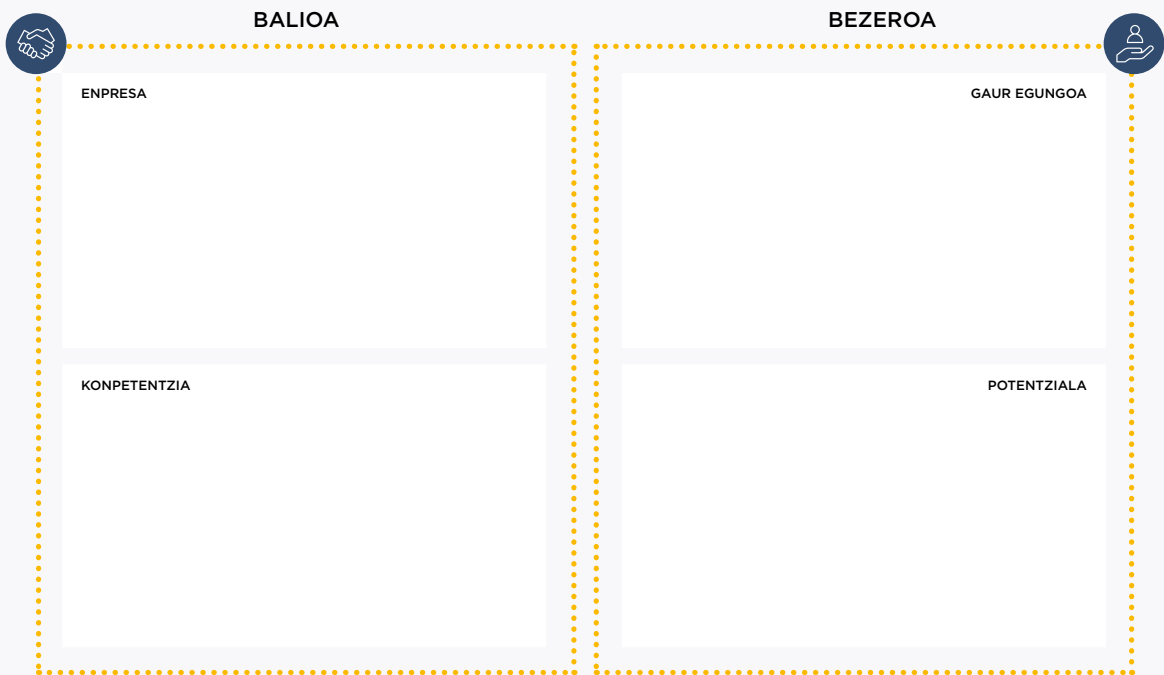 BALIOA
ENPRESA
KONPETENTZIA
BEZEROA
GAUR EGUNGOA
POTENTZIALA